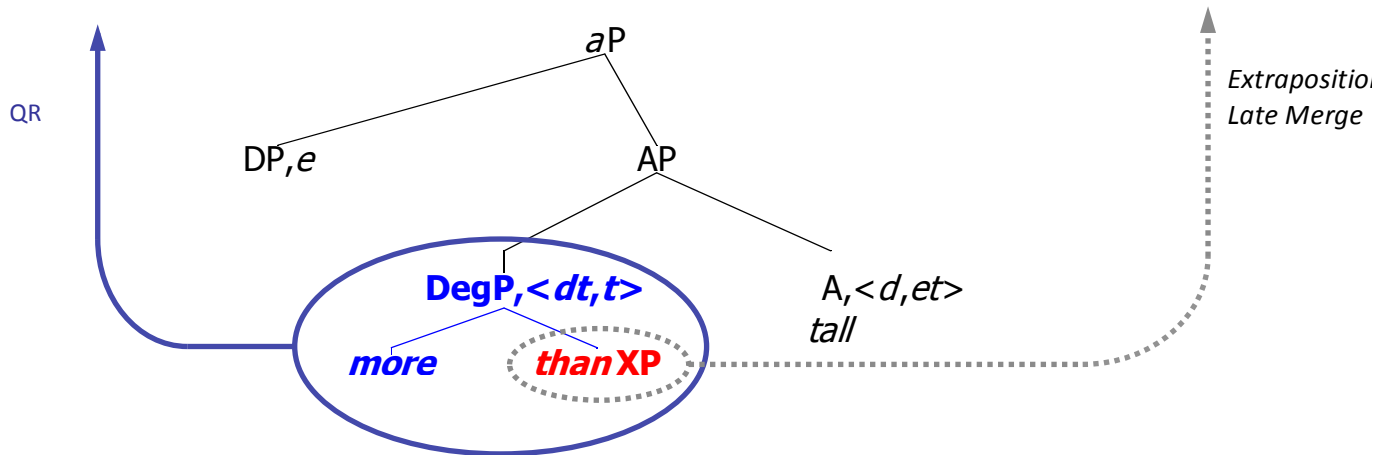 aP
Extraposition
QR
Late Merge
DP,e
AP
DegP,<dt,t>
A,<d,et>
tall
more
than XP